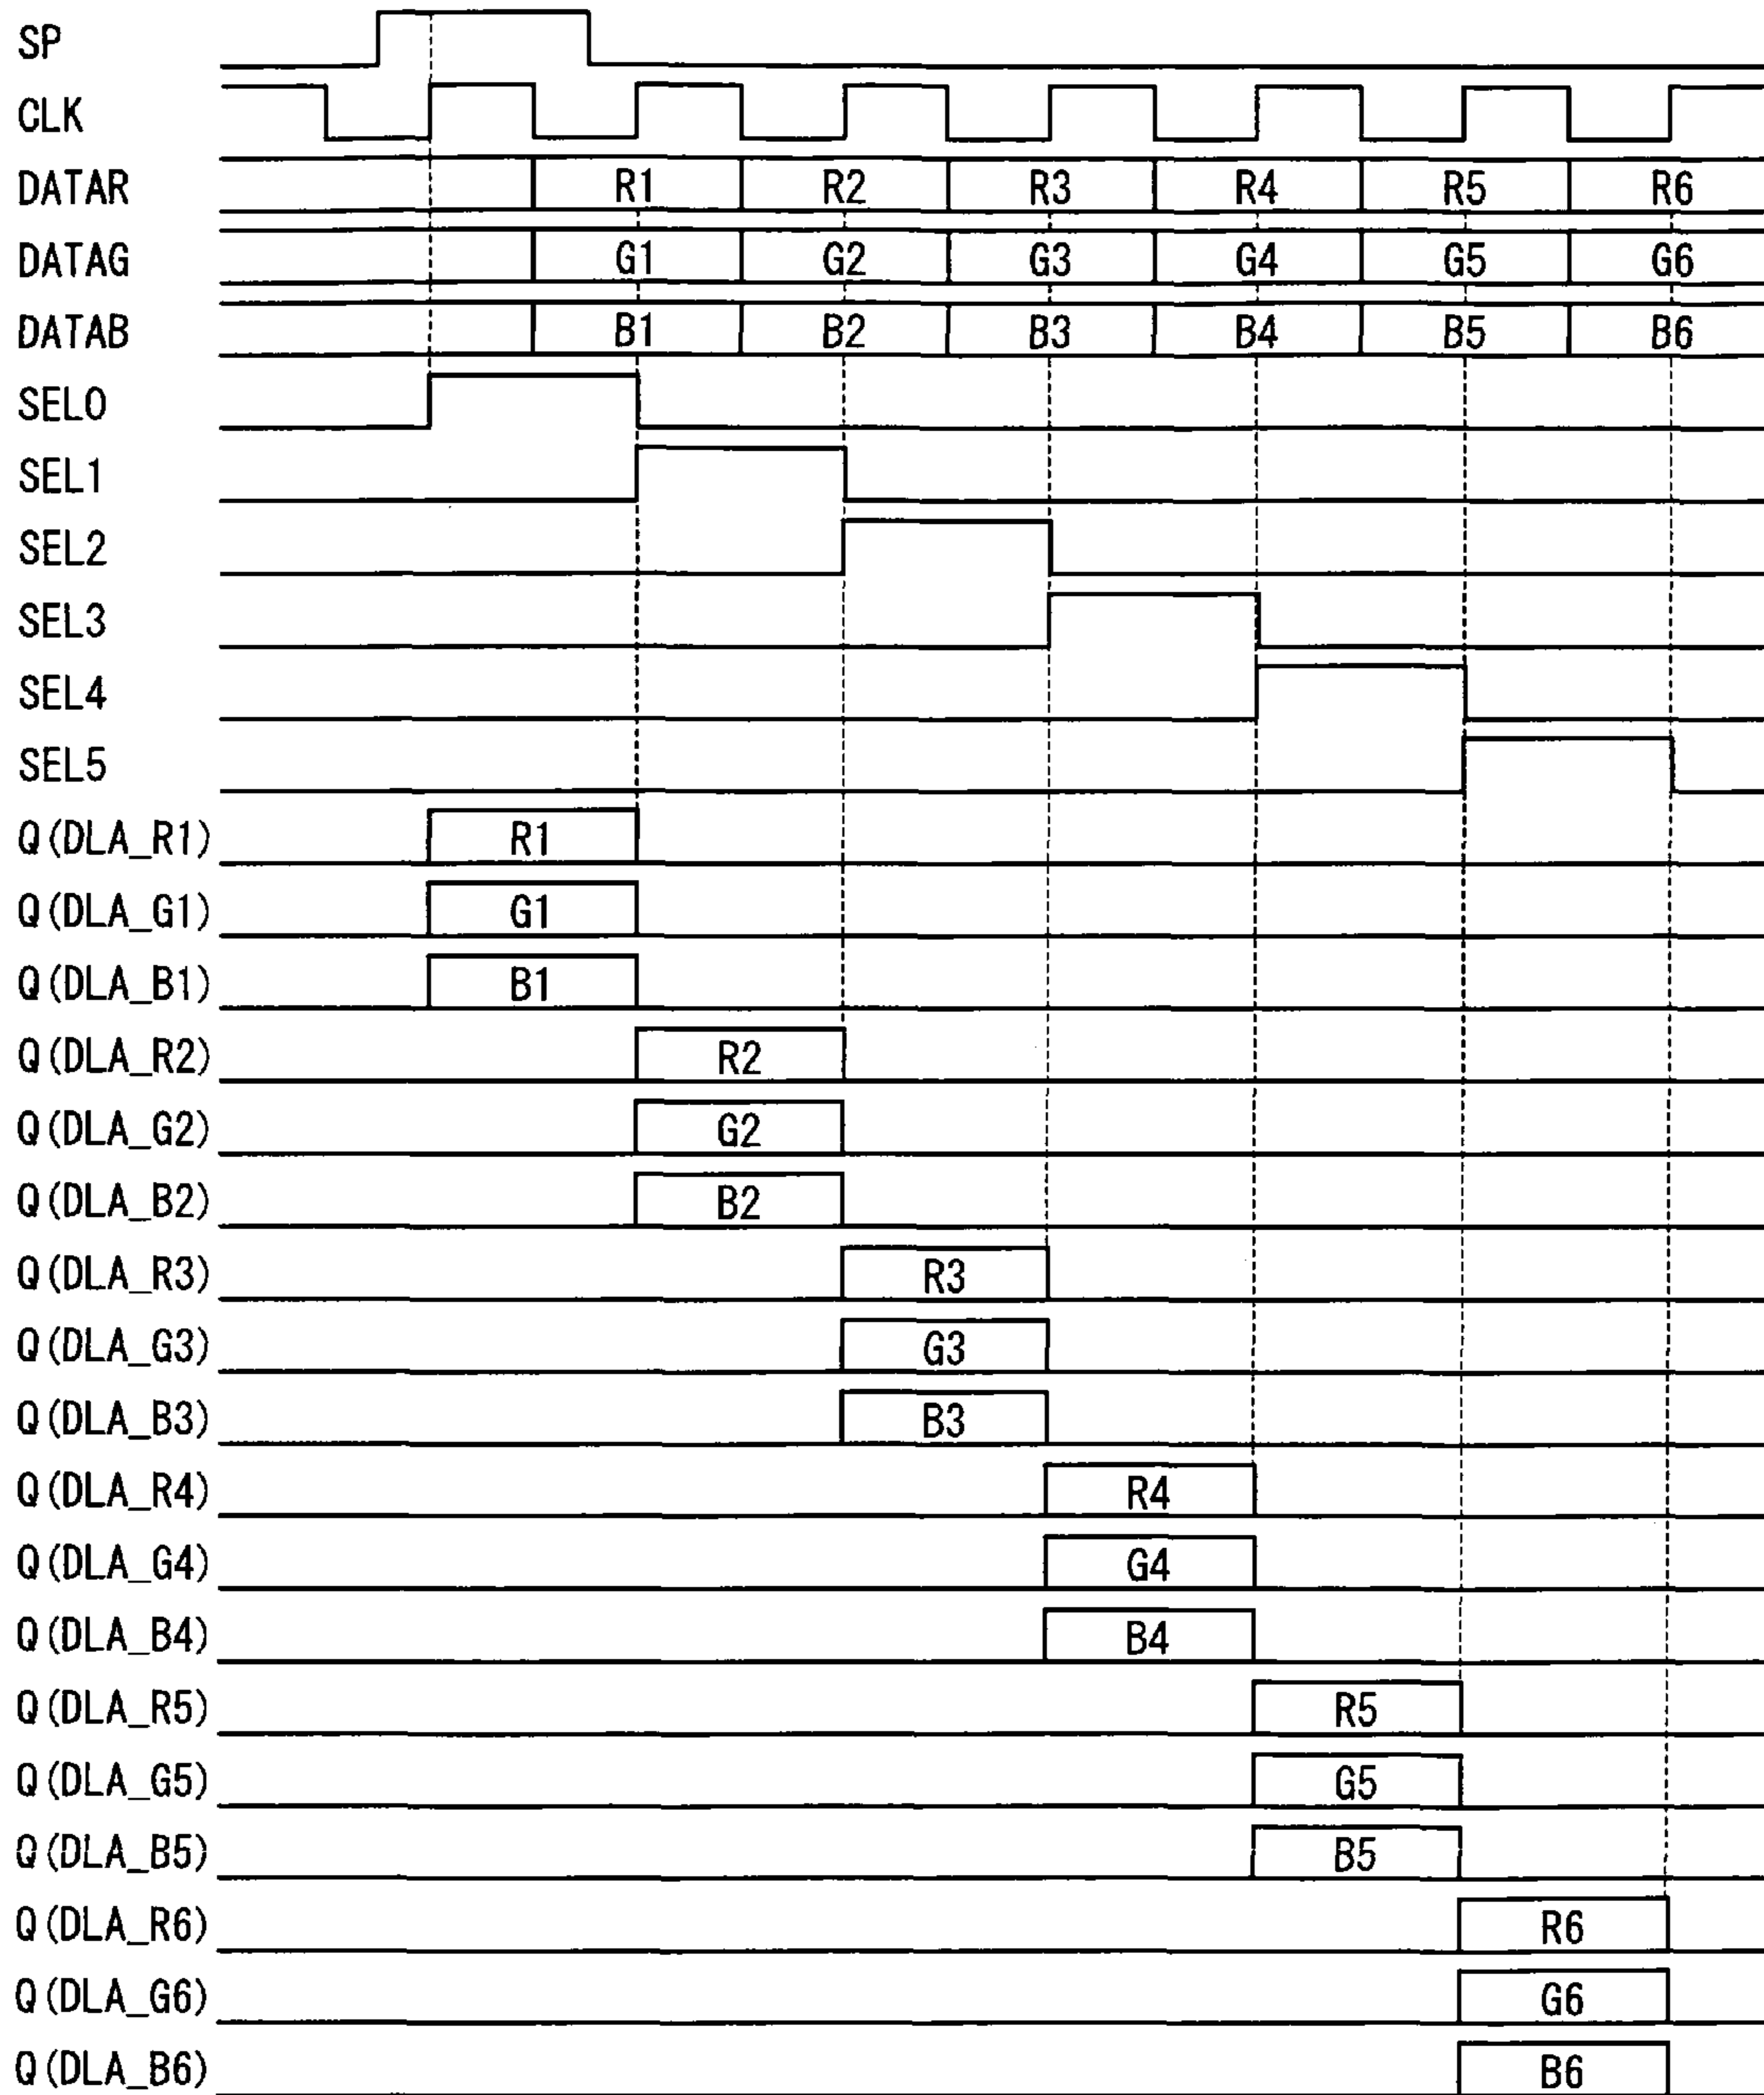 SP
CLK
DATAR R1 R2 R3 R4 R5 R6
DATAG G1 G2 G3 G4 G5 G6
DATAB B1 B2 B3 B4 B5 B6
SEL0
SEL1
SEL2
SEL3
SEL4
SEL5
Q(DLA_R1) R1
Q(DLA_G1) G1
Q(DLA_B1) B1
Q(DLA_R2) R2
Q(DLA_G2) G2
Q(DLA_B2) B2
Q(DLA_R3) R3
Q(DLA_G3) G3
Q(DLA_B3) B3
Q(DLA_R4) R4
Q(DLA_G4) G4
Q(DLA_B4) B4
Q(DLA_R5) R5
Q(DLA_G5) G5
Q(DLA_B5) B5
Q(DLA_R6) R6
Q(DLA_G6) G6
Q(DLA_B6) B6